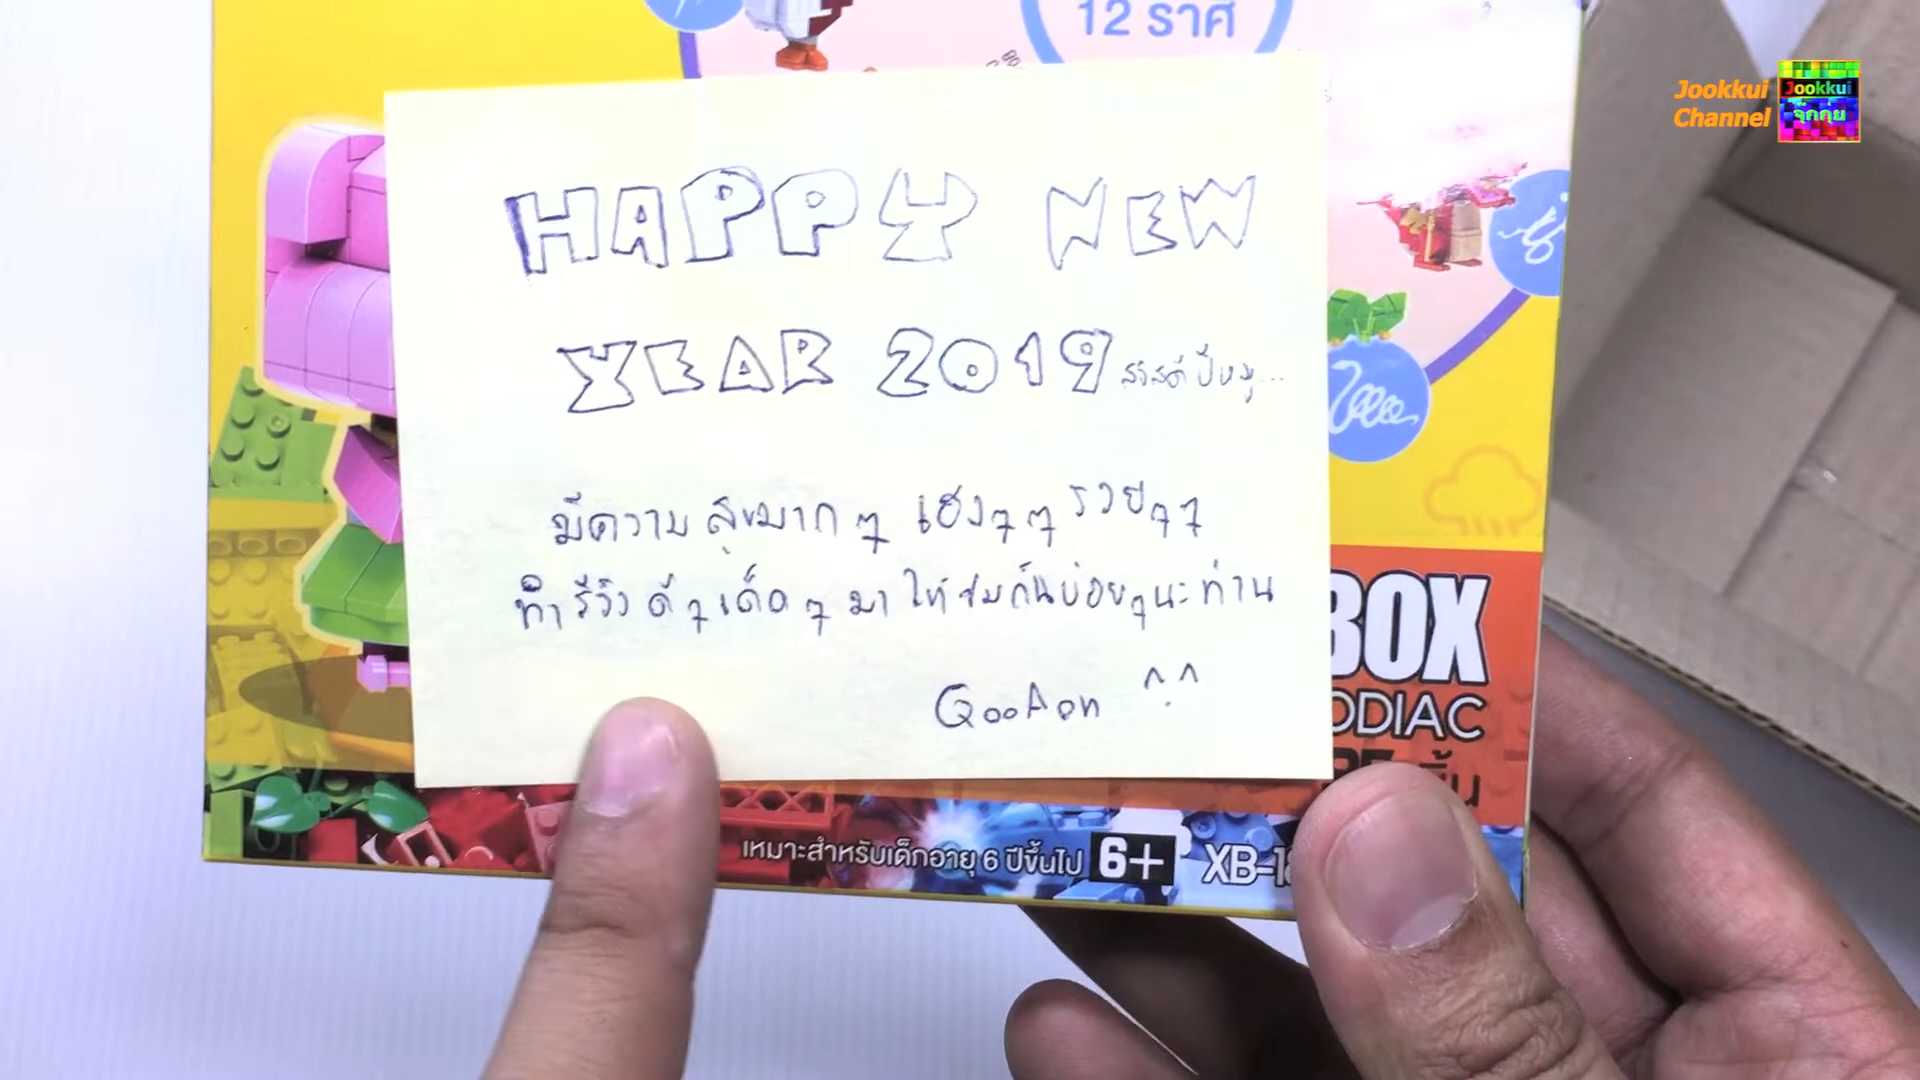 12 ราศี
Jookkui
Channel
Jookkui
จุ๊กกุ่ย
HAPPY NEW
YEAR 2019 สวัสดี ปีหมู...
มีความ สุขมาก ๆ เฮงๆๆ รวยๆๆ
ทำ รีวิว ดีๆ เด็ด ๆ มา ให้ ชมกันบ่อยๆนะ ท่าน
GooAon ^.^
BOX
ODIAC
เหมาะสำหรับเด็กอายุ 6 ปีขึ้นไป 6+ XB-18